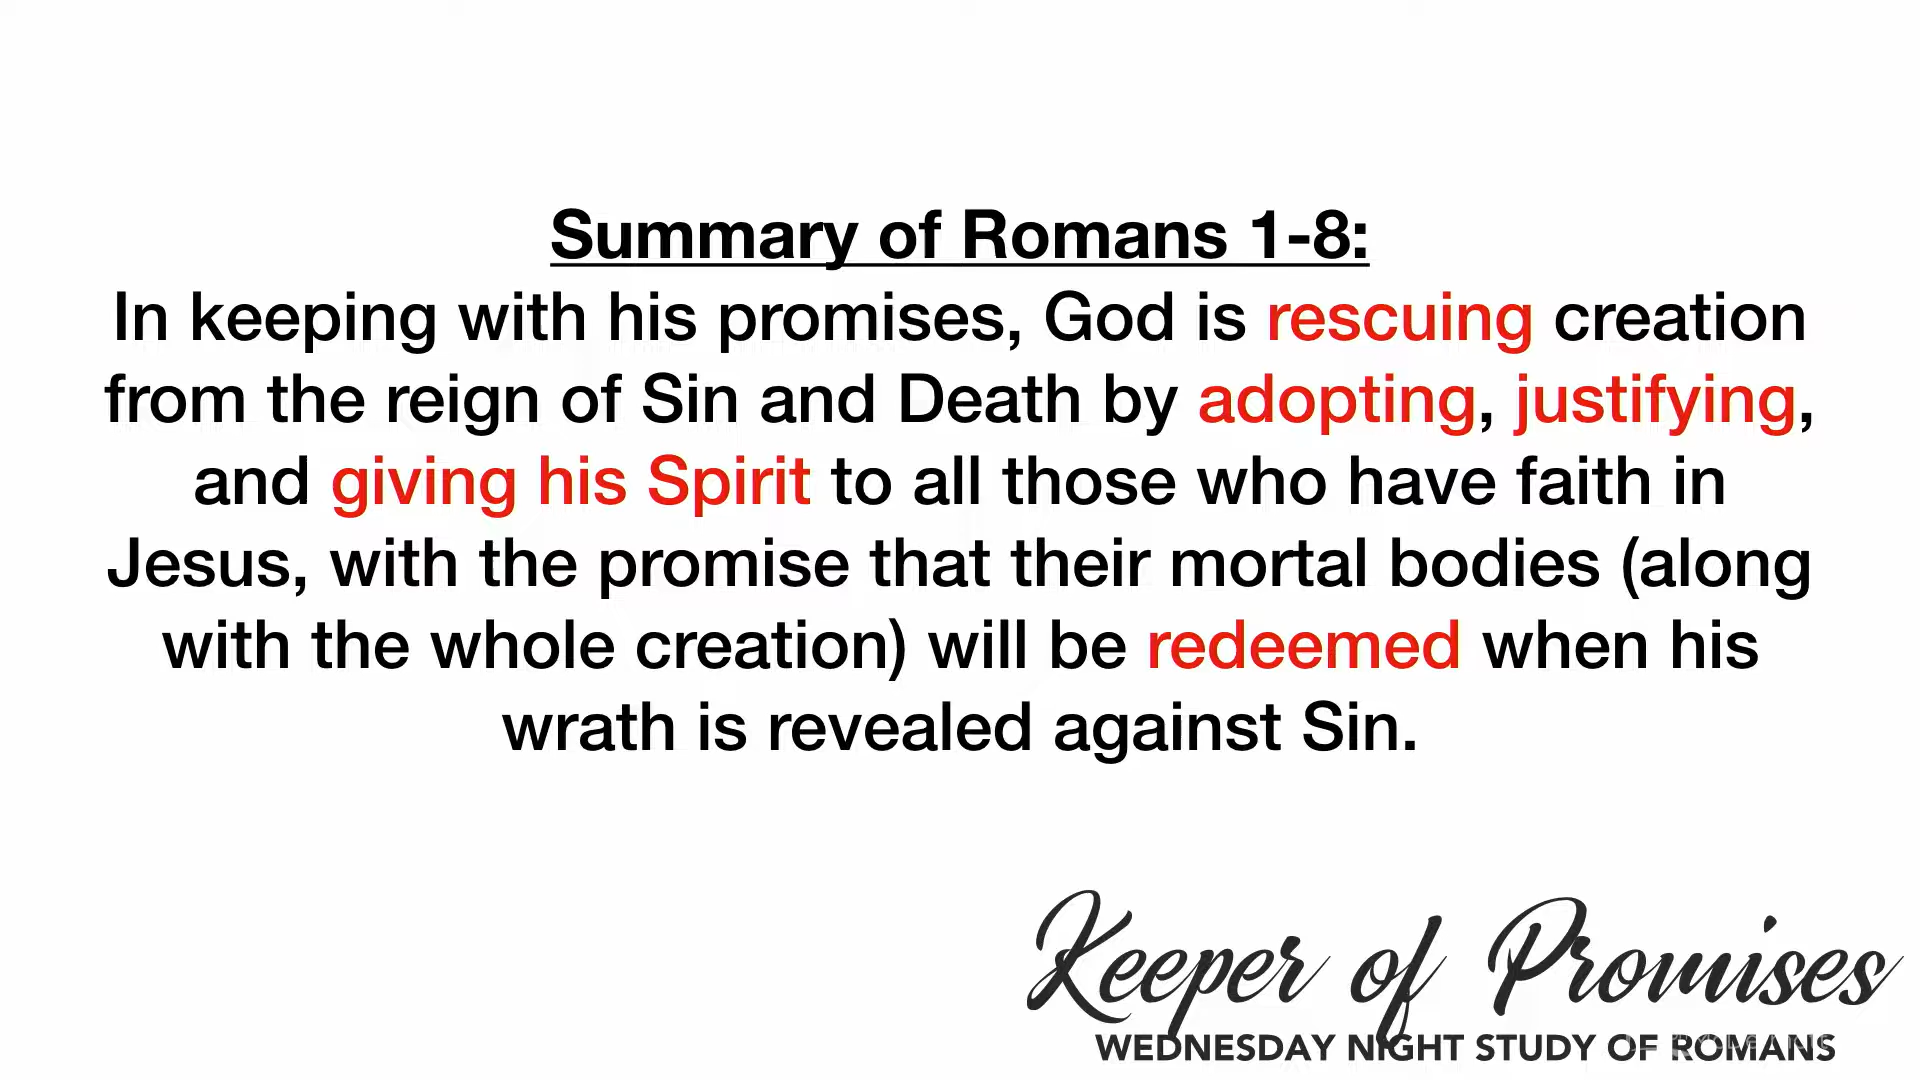 Summary of Romans 1-8:
In keeping with his promises, God is rescuing creation
from the reign of Sin and Death by adopting, justifying,
and giving his Spirit to all those who have faith in
Jesus, with the promise that their mortal bodies (along
with the whole creation) will be redeemed when his
wrath is revealed against Sin.
Keeper of Promises
WEDNESDAY NIGHT STUDY OF ROMANS